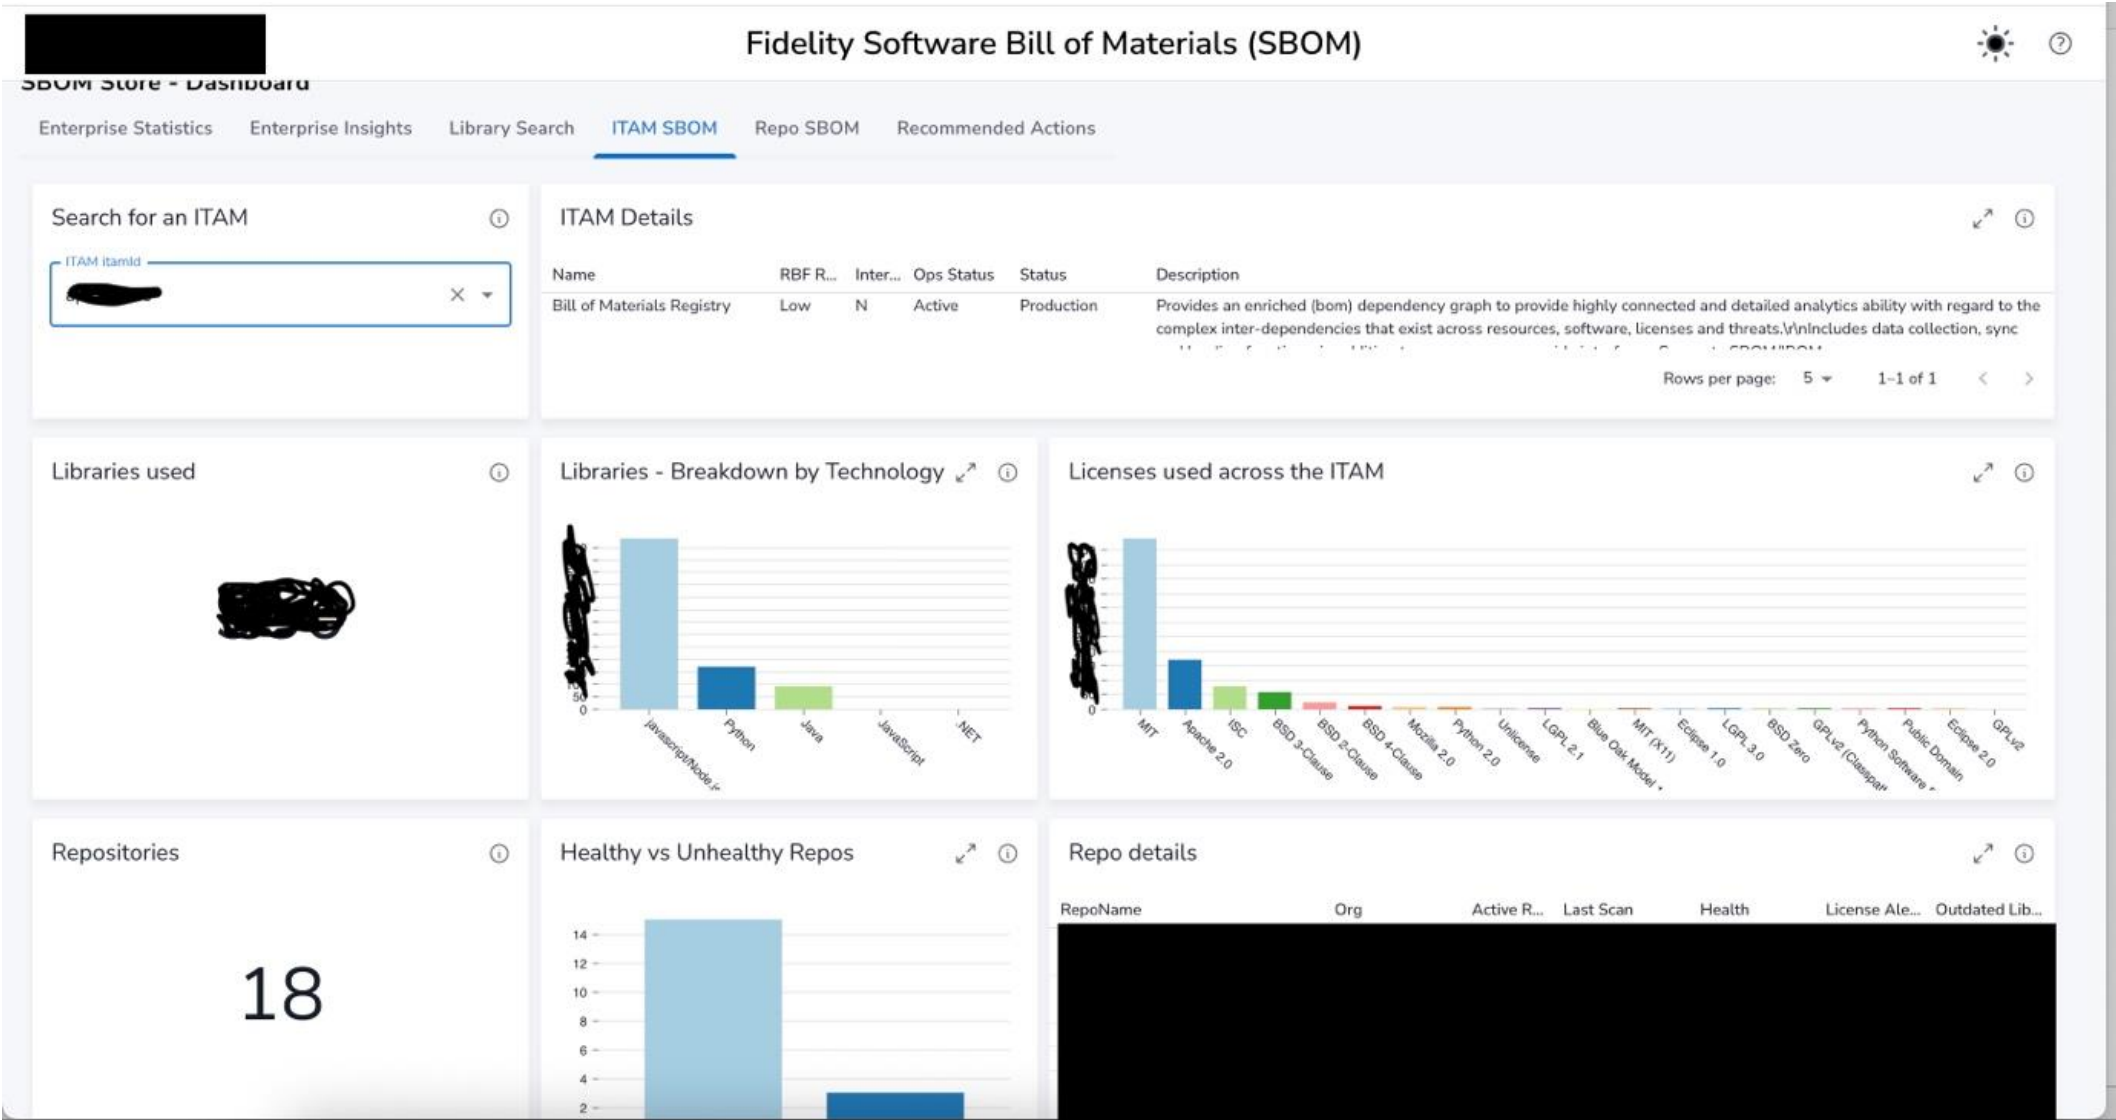 Fidelity Software Bill of Materials (SBOM)
SBOM Store - Dashboard
Enterprise Statistics Enterprise Insights Library Search ITAM SBOM Repo SBOM Recommended Actions
Search for an ITAM
ITAM itamId
ITAM Details
Name RBF R... Inter... Ops Status Status Description
Bill of Materials Registry Low N Active Production Provides an enriched (bom) dependency graph to provide highly connected and detailed analytics ability with regard to the
complex inter-dependencies that exist across resources, software, licenses and threats.\r\nIncludes data collection, sync
Rows per page: 5 1-1 of 1
Libraries used
Libraries - Breakdown by Technology
50
0
javascript/Node.js
Python
Java
JavaScript
.NET
Licenses used across the ITAM
0
MIT
Apache 2.0
ISC
BSD 3-Clause
BSD 2-Clause
BSD 4-Clause
Mozilla 2.0
Python 2.0
Unlicense
LGPL 2.1
Blue Oak Model
MIT (X11)
Eclipse 1.0
LGPL 3.0
BSD Zero
GPLv2 (Classpath
Python Software
Public Domain
Eclipse 2.0
GPLv2
Repositories
18
Healthy vs Unhealthy Repos
14
12
10
8
6
4
2
Repo details
RepoName Org Active R... Last Scan Health License Ale... Outdated Lib...